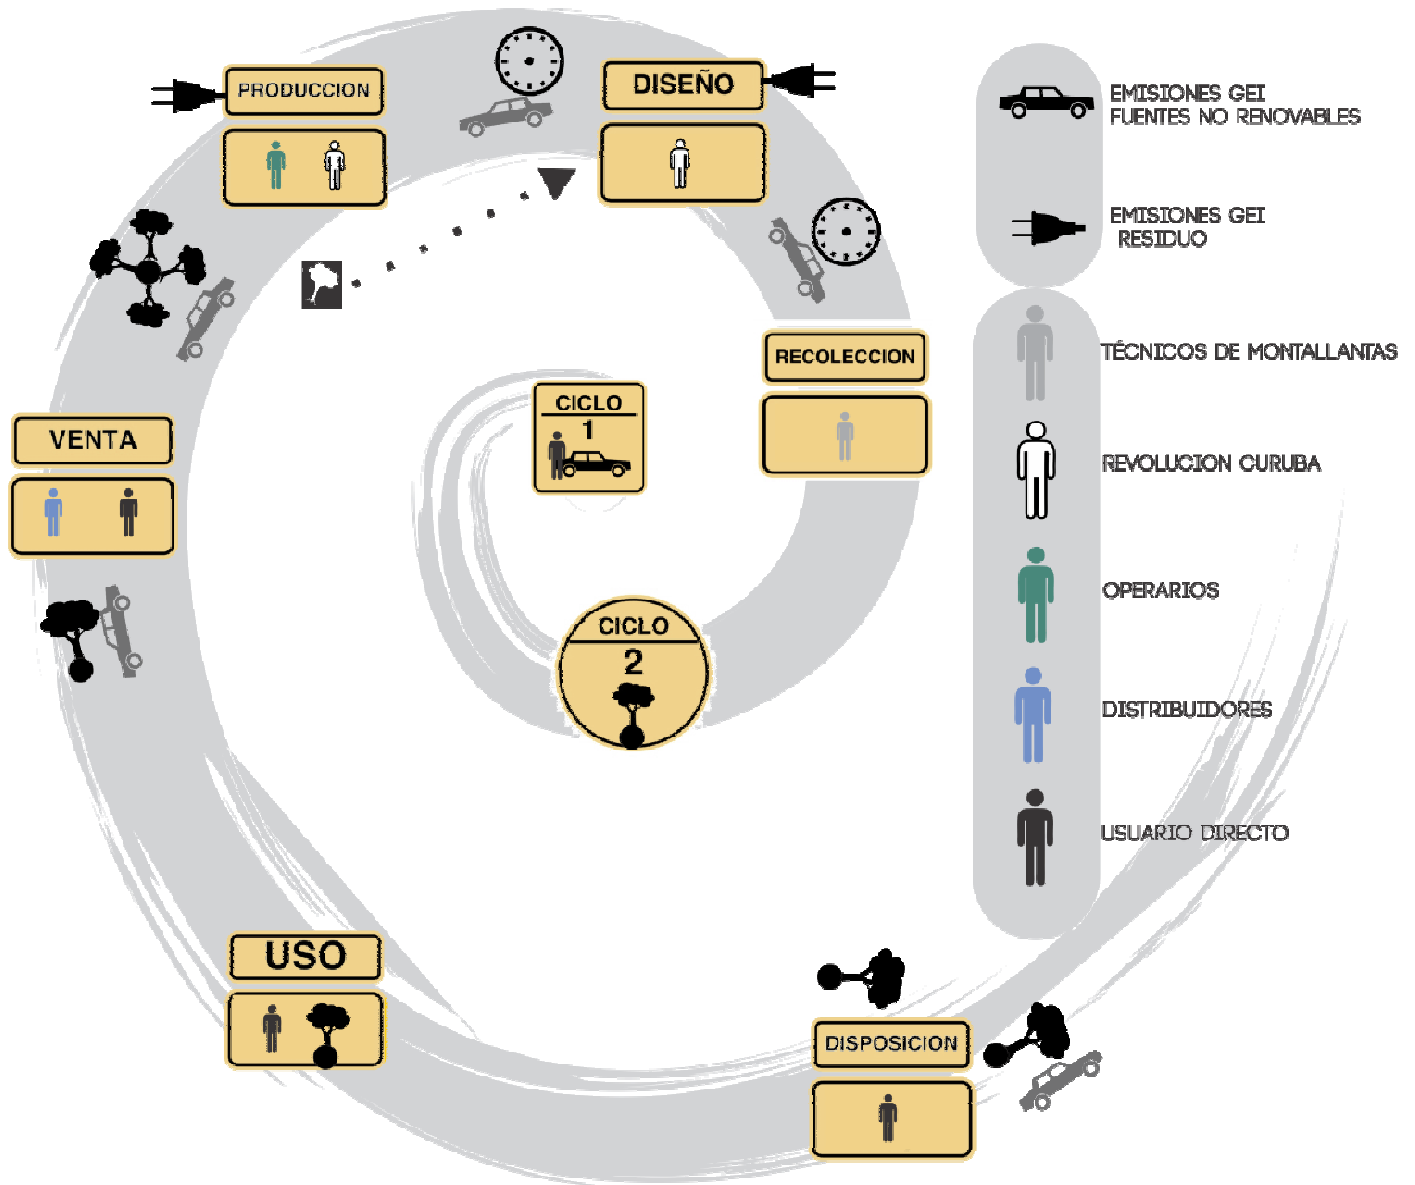 PRODUCCION
DISEÑO
RECOLECCION
CICLO
1
CICLO
2
VENTA
USO
DISPOSICION
EMISIONES GEI
FUENTES NO RENOVABLES
EMISIONES GEI
RESIDUO
TÉCNICOS DE MONTALLANTAS
REVOLUCION CURUBA
OPERARIOS
DISTRIBUIDORES
USUARIO DIRECTO